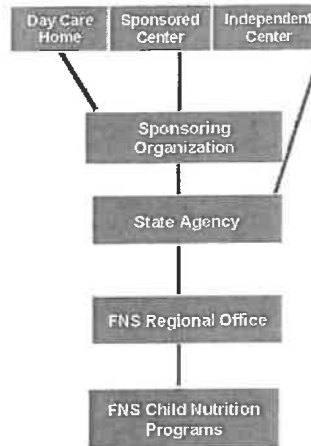 Day Care
Home
Sponsored
Center
Independent
Center
Sponsoring
Organization
State Agency
FNS Regional Office
FNS Child Nutrition
Programs